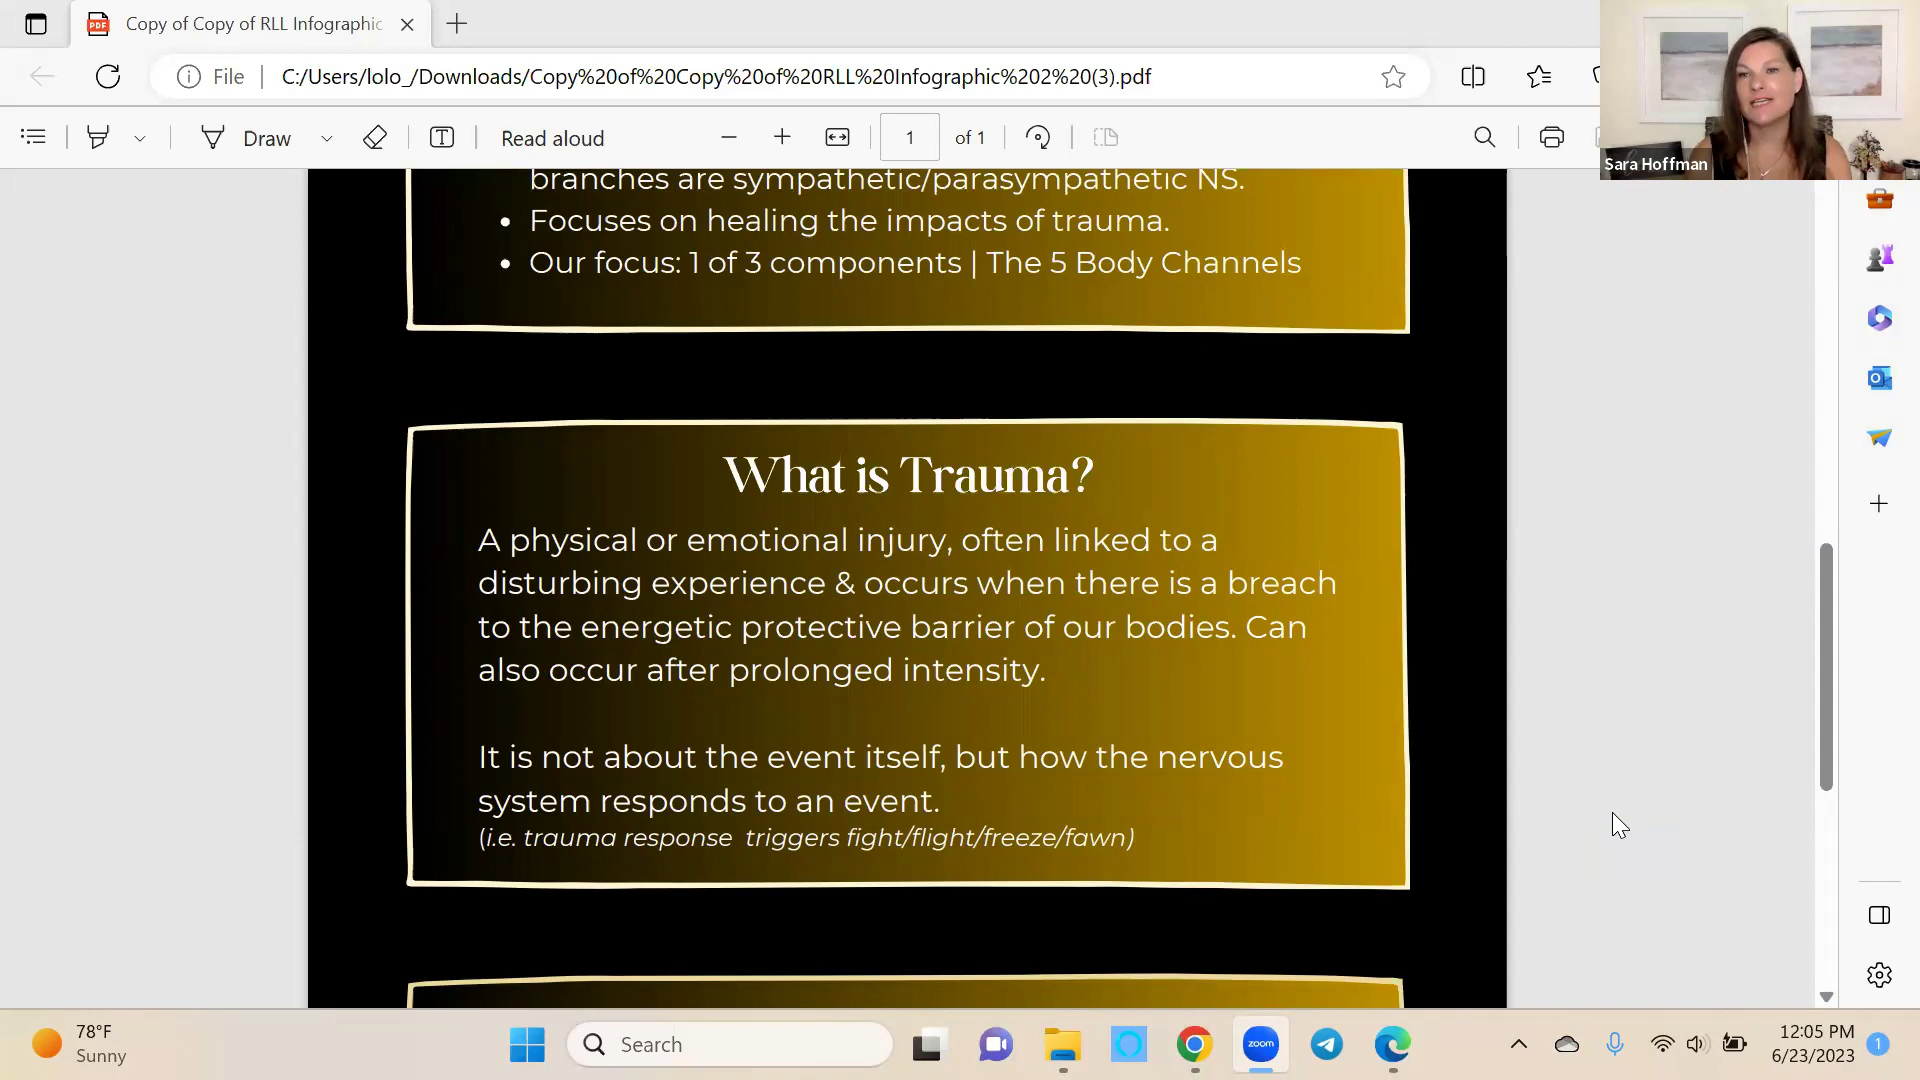 Copy of Copy of RLL Infographic
File
C:/Users/lolo_/Downloads/Copy%20of%20Copy%20of%20RLL%20Infographic%202%20(3).pdf
Draw
Read aloud
1
of 1
Sara Hoffman
branches are sympathetic/parasympathetic NS.
• Focuses on healing the impacts of trauma.
• Our focus: 1 of 3 components | The 5 Body Channels
What is Trauma?
A physical or emotional injury, often linked to a
disturbing experience & occurs when there is a breach
to the energetic protective barrier of our bodies. Can
also occur after prolonged intensity.
It is not about the event itself, but how the nervous
system responds to an event.
(i.e. trauma response triggers fight/flight/freeze/fawn)
78°F
Sunny
Search
zoom
12:05 PM
6/23/2023
1